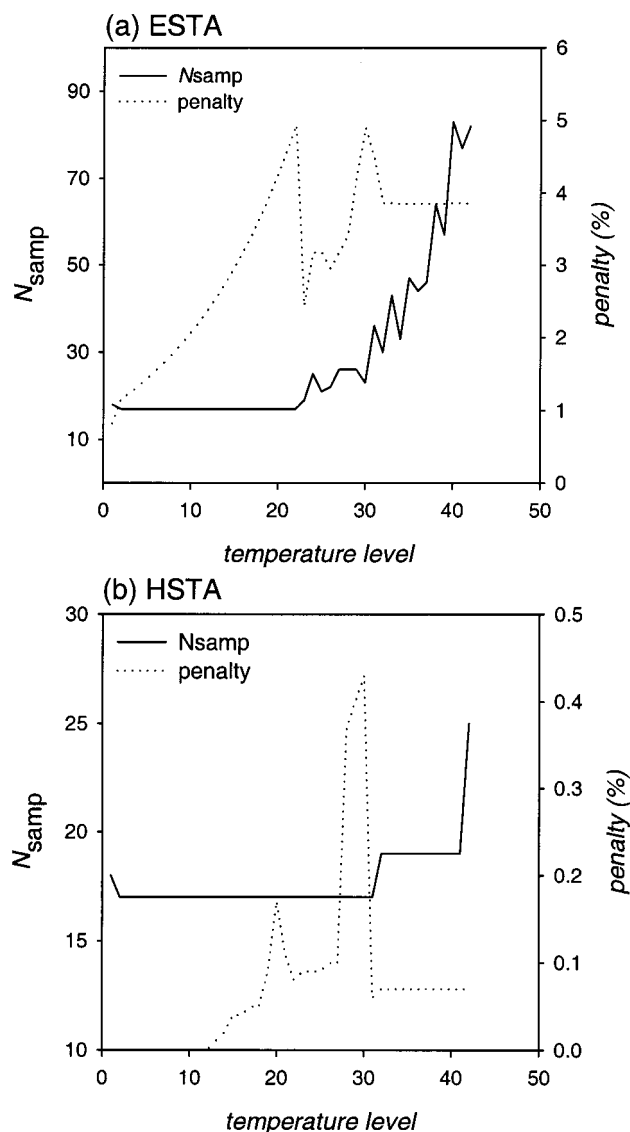 (a) ESTA
Nsamp
penalty
90
70
50
30
10
6
5
4
3
2
1
0
Nsamp
penalty (%)
0 10 20 30 40 50
temperature level
(b) HSTA
Nsamp
penalty
30
25
20
15
10
0.5
0.4
0.3
0.2
0.1
0.0
Nsamp
penalty (%)
0 10 20 30 40 50
temperature level